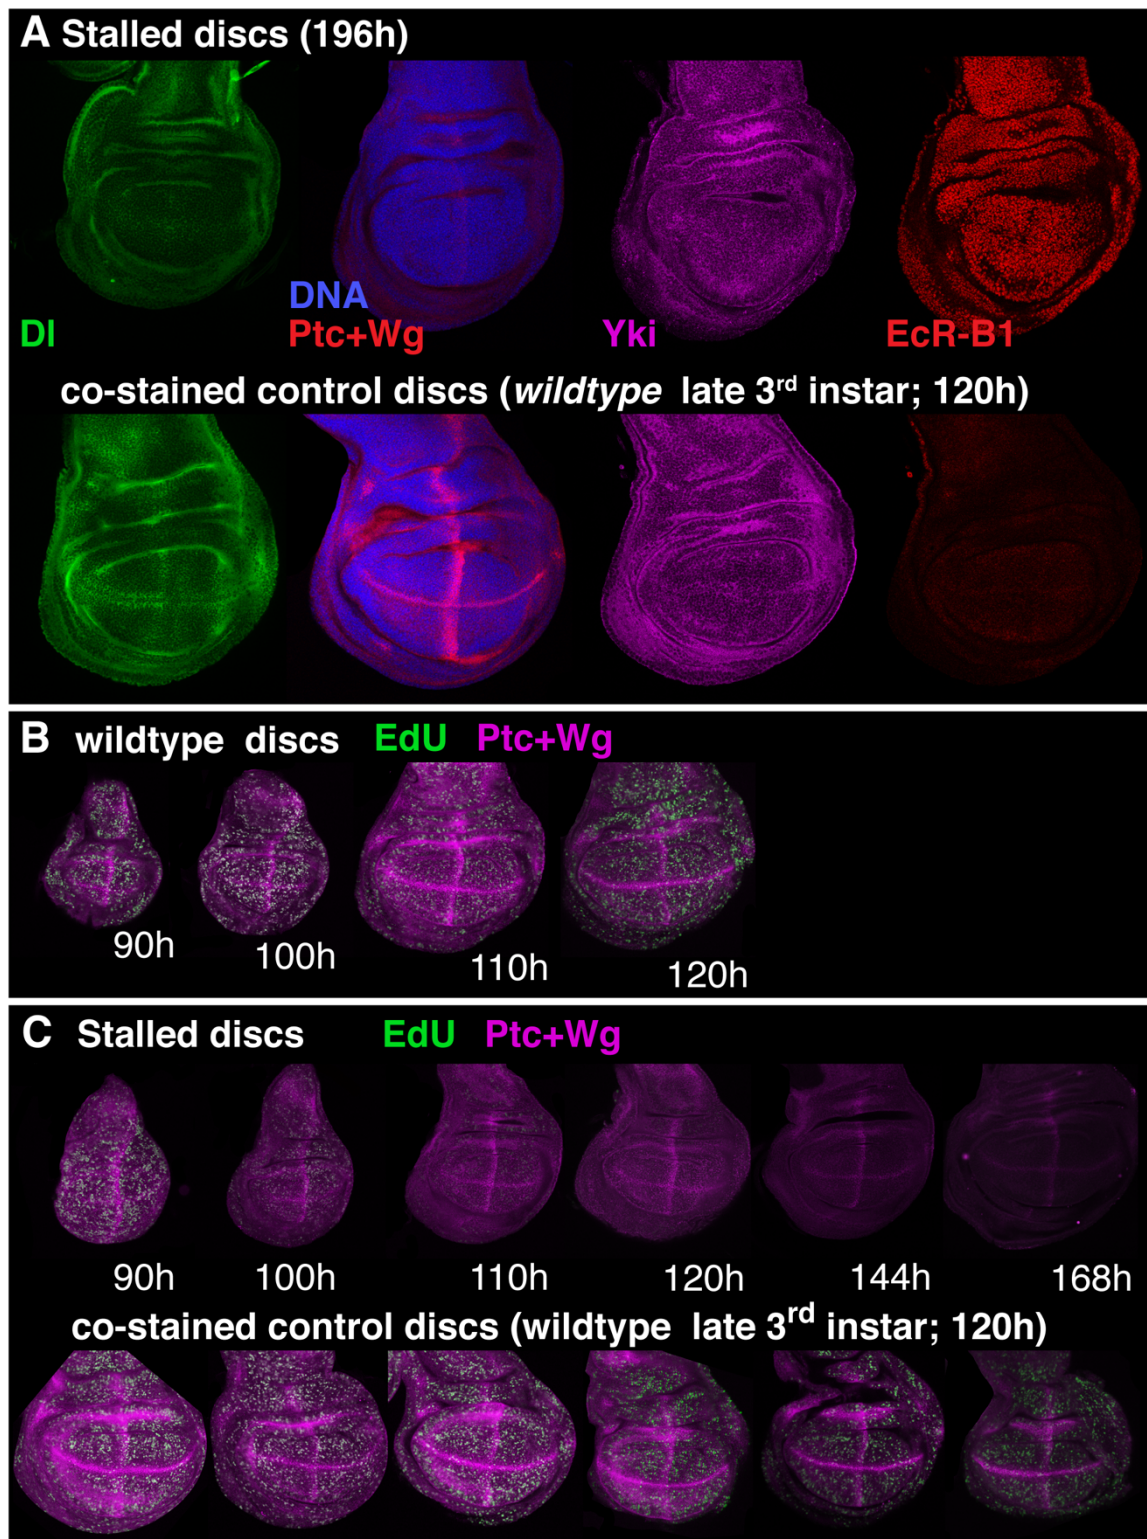 A Stalled discs (196h)
DNA
Dl Ptc+Wg Yki EcR-B1
co-stained control discs (wildtype late 3rd instar; 120h)
B wildtype discs EdU Ptc+Wg
90h 100h 110h 120h
C Stalled discs EdU Ptc+Wg
90h 100h 110h 120h 144h 168h
co-stained control discs (wildtype late 3rd instar; 120h)